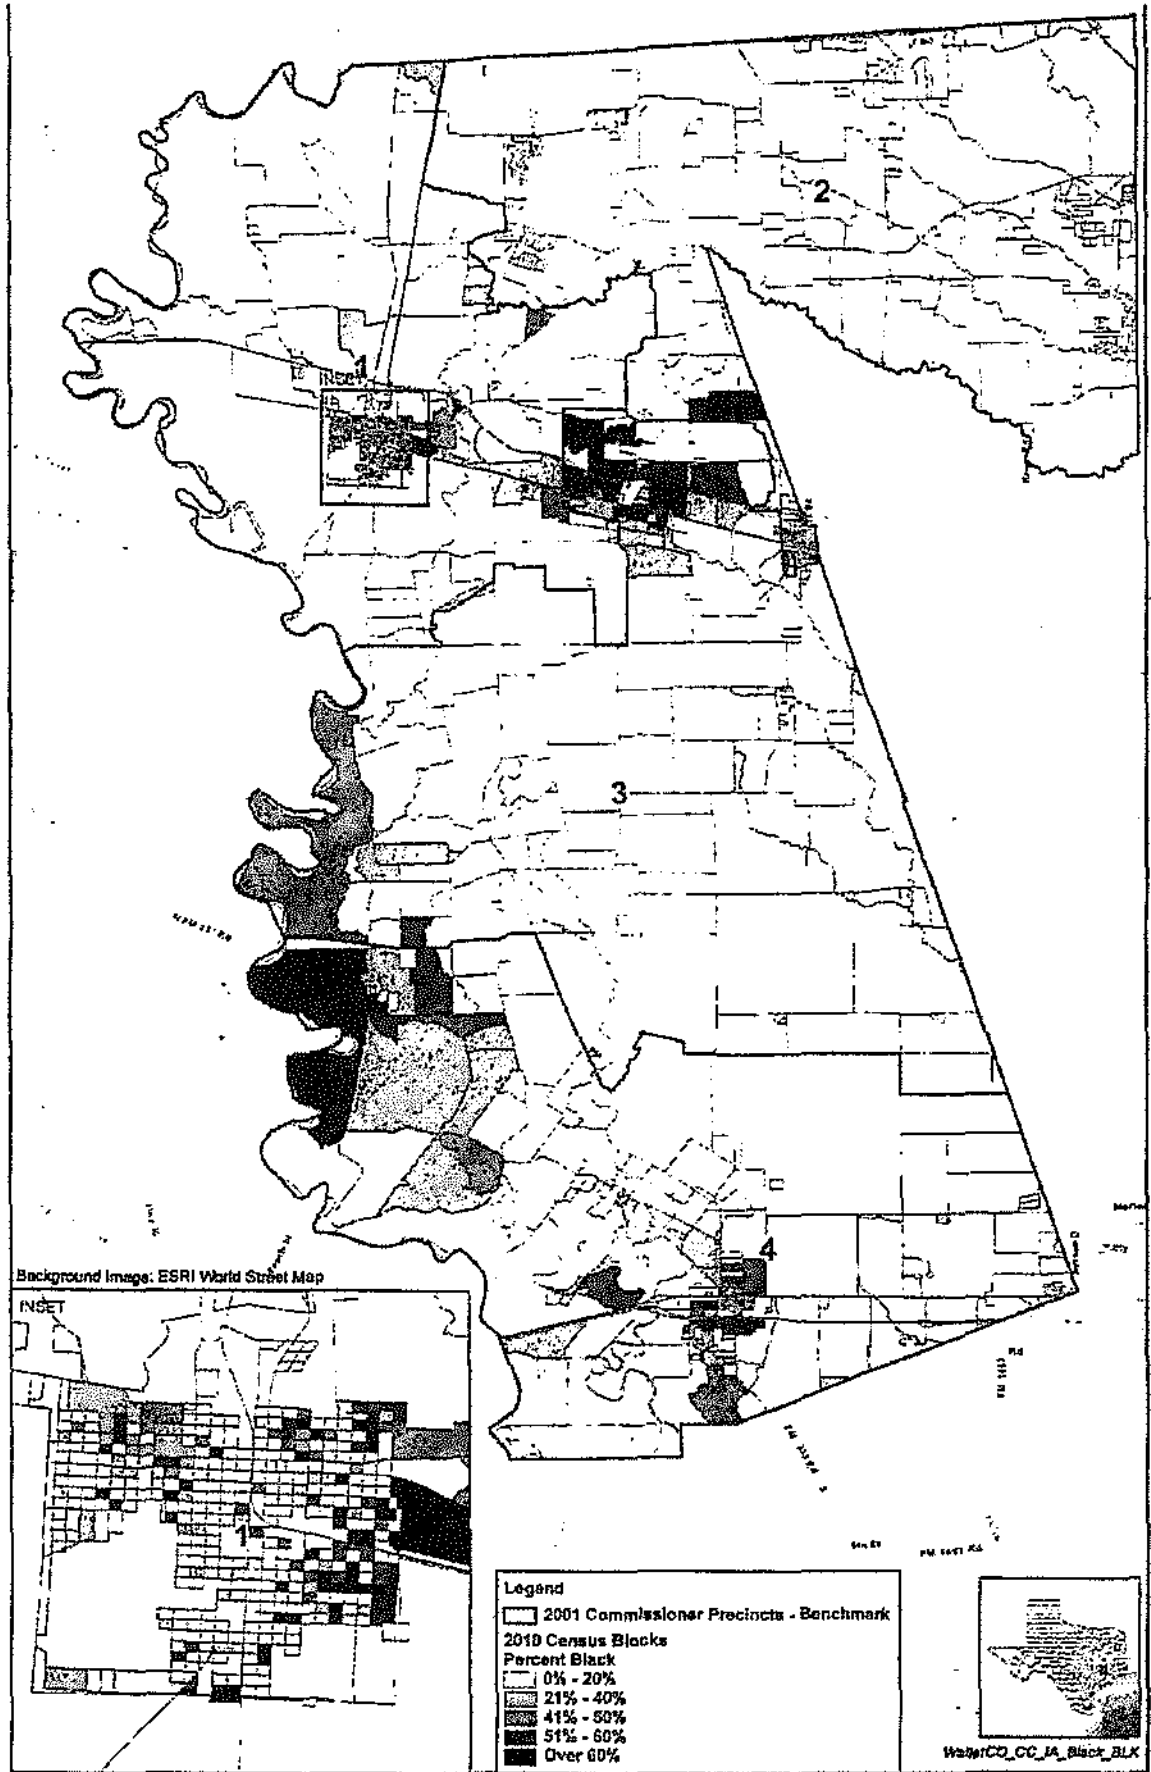 2
1
INSET
3
4
Background Image: ESRI World Street Map
INSET
1
Legend
2001 Commissioner Precincts - Benchmark
2010 Census Blocks
Percent Black
0% - 20%
21% - 40%
41% - 50%
51% - 60%
Over 60%
WallerCO_CC_IA_Black_BLK